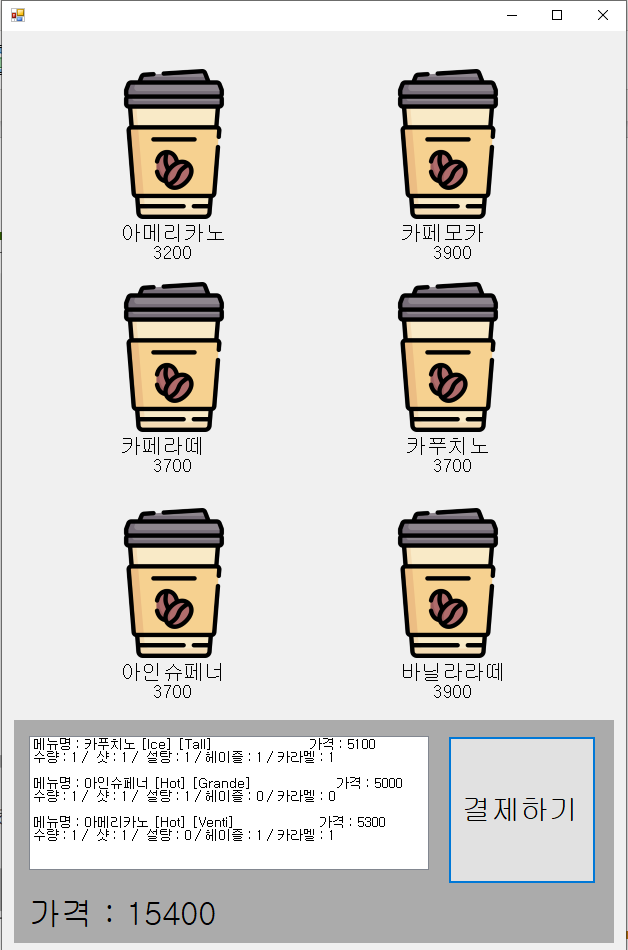 아메리카노 카페모카
3200 3900
카페라떼 카푸치노
3700 3700
아인슈페너 바닐라라떼
3700 3900
메뉴명 : 카푸치노 [Ice] [Tall] 가격 : 5100
수량 : 1 / 샷 : 1 / 설탕 : 1 / 헤이즐 : 1 / 카라멜 : 1
메뉴명 : 아인슈페너 [Hot] [Grande] 가격 : 5000
수량 : 1 / 샷 : 1 / 설탕 : 1 / 헤이즐 : 0 / 카라멜 : 0
메뉴명 : 아메리카노 [Hot] [Venti] 가격 : 5300
수량 : 1 / 샷 : 1 / 설탕 : 0 / 헤이즐 : 1 / 카라멜 : 1
결제하기
가격 : 15400